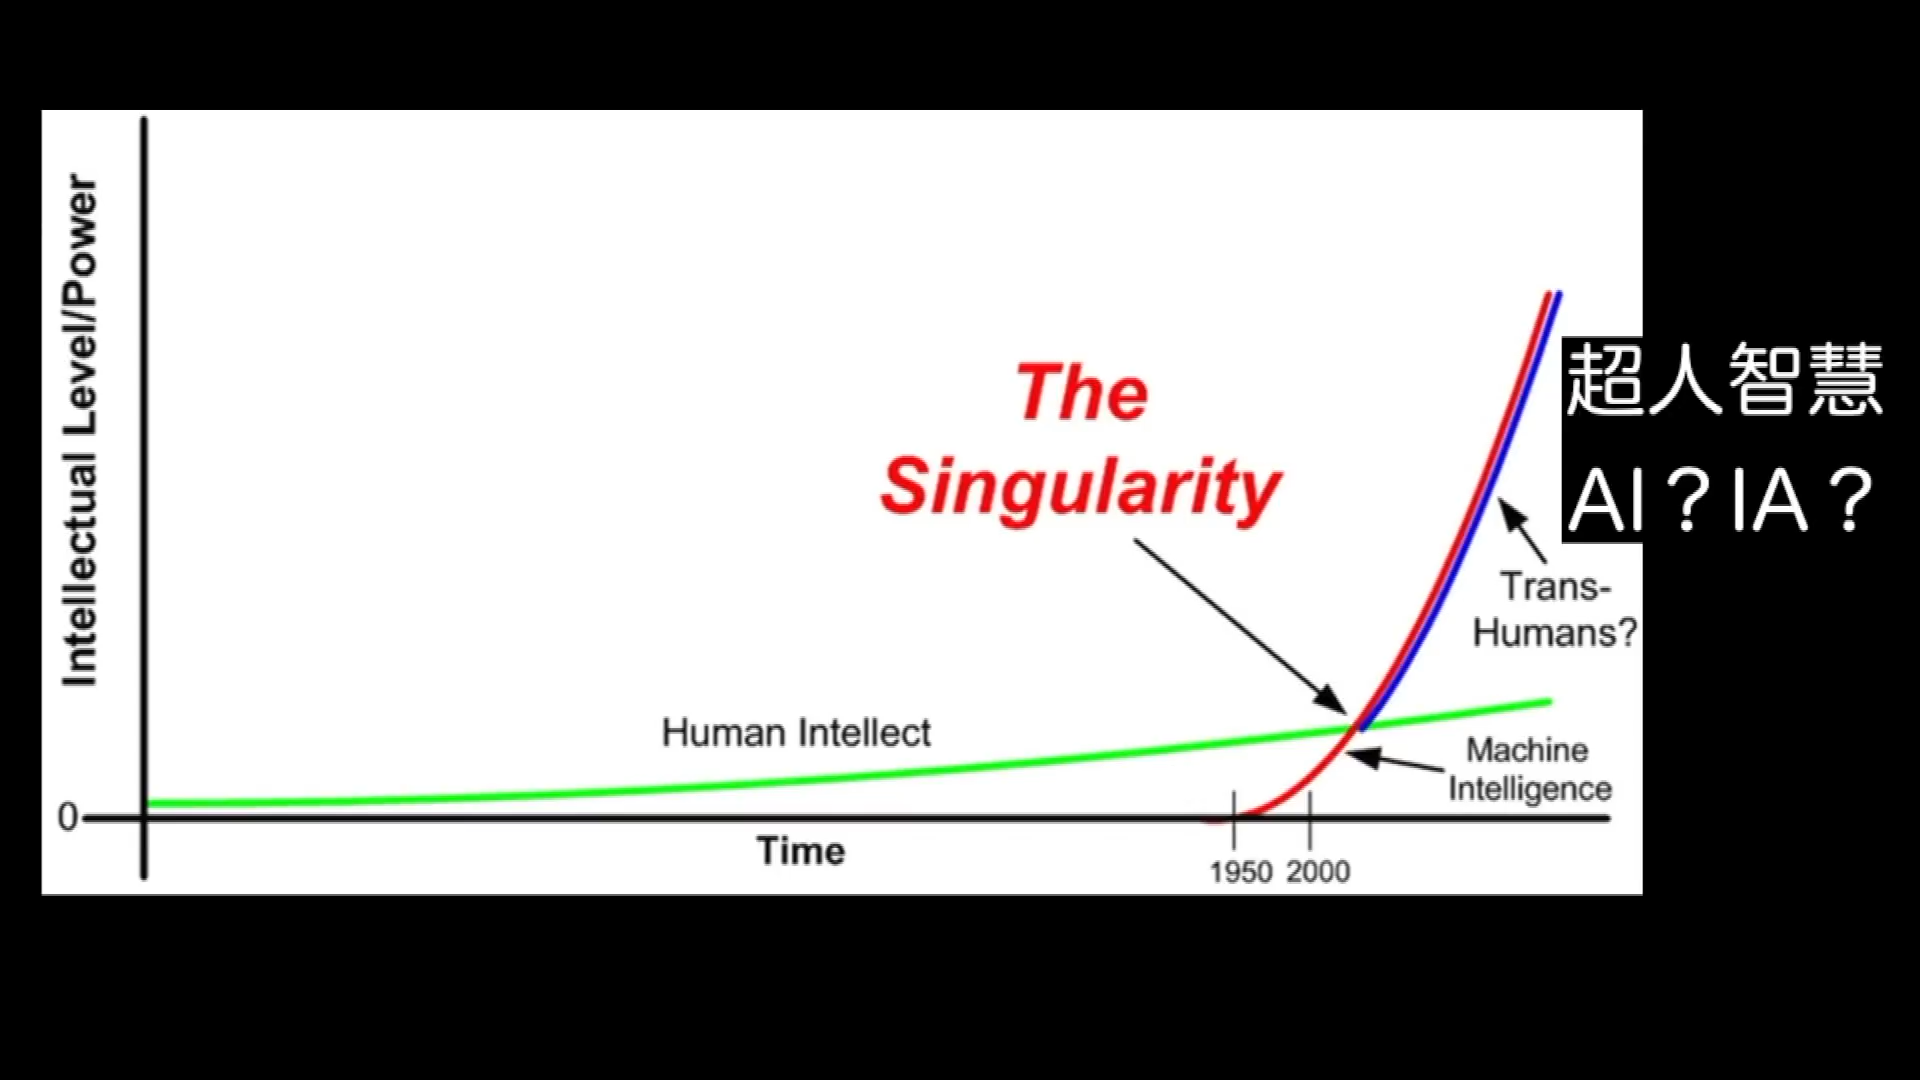 Intellectual Level/Power
The
Singularity
超人智慧
AI？IA？
Trans-
Humans?
Human Intellect
Machine
Intelligence
0
Time
1950 2000